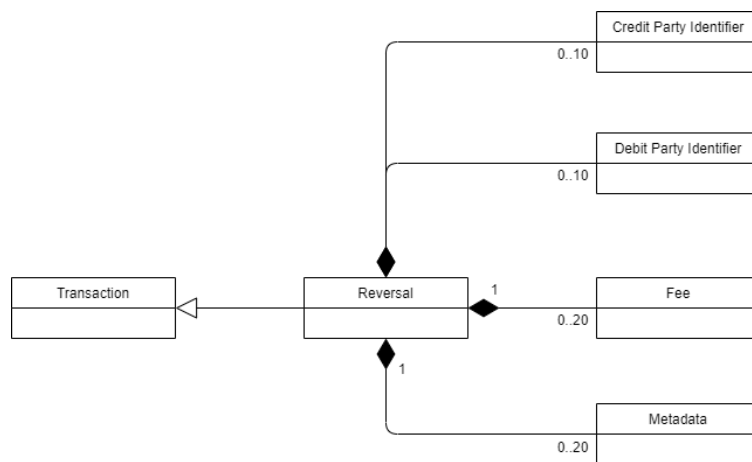 Credit Party Identifier
0..10
Debit Party Identifier
0..10
Transaction
Reversal
1
Fee
0..20
1
Metadata
0..20